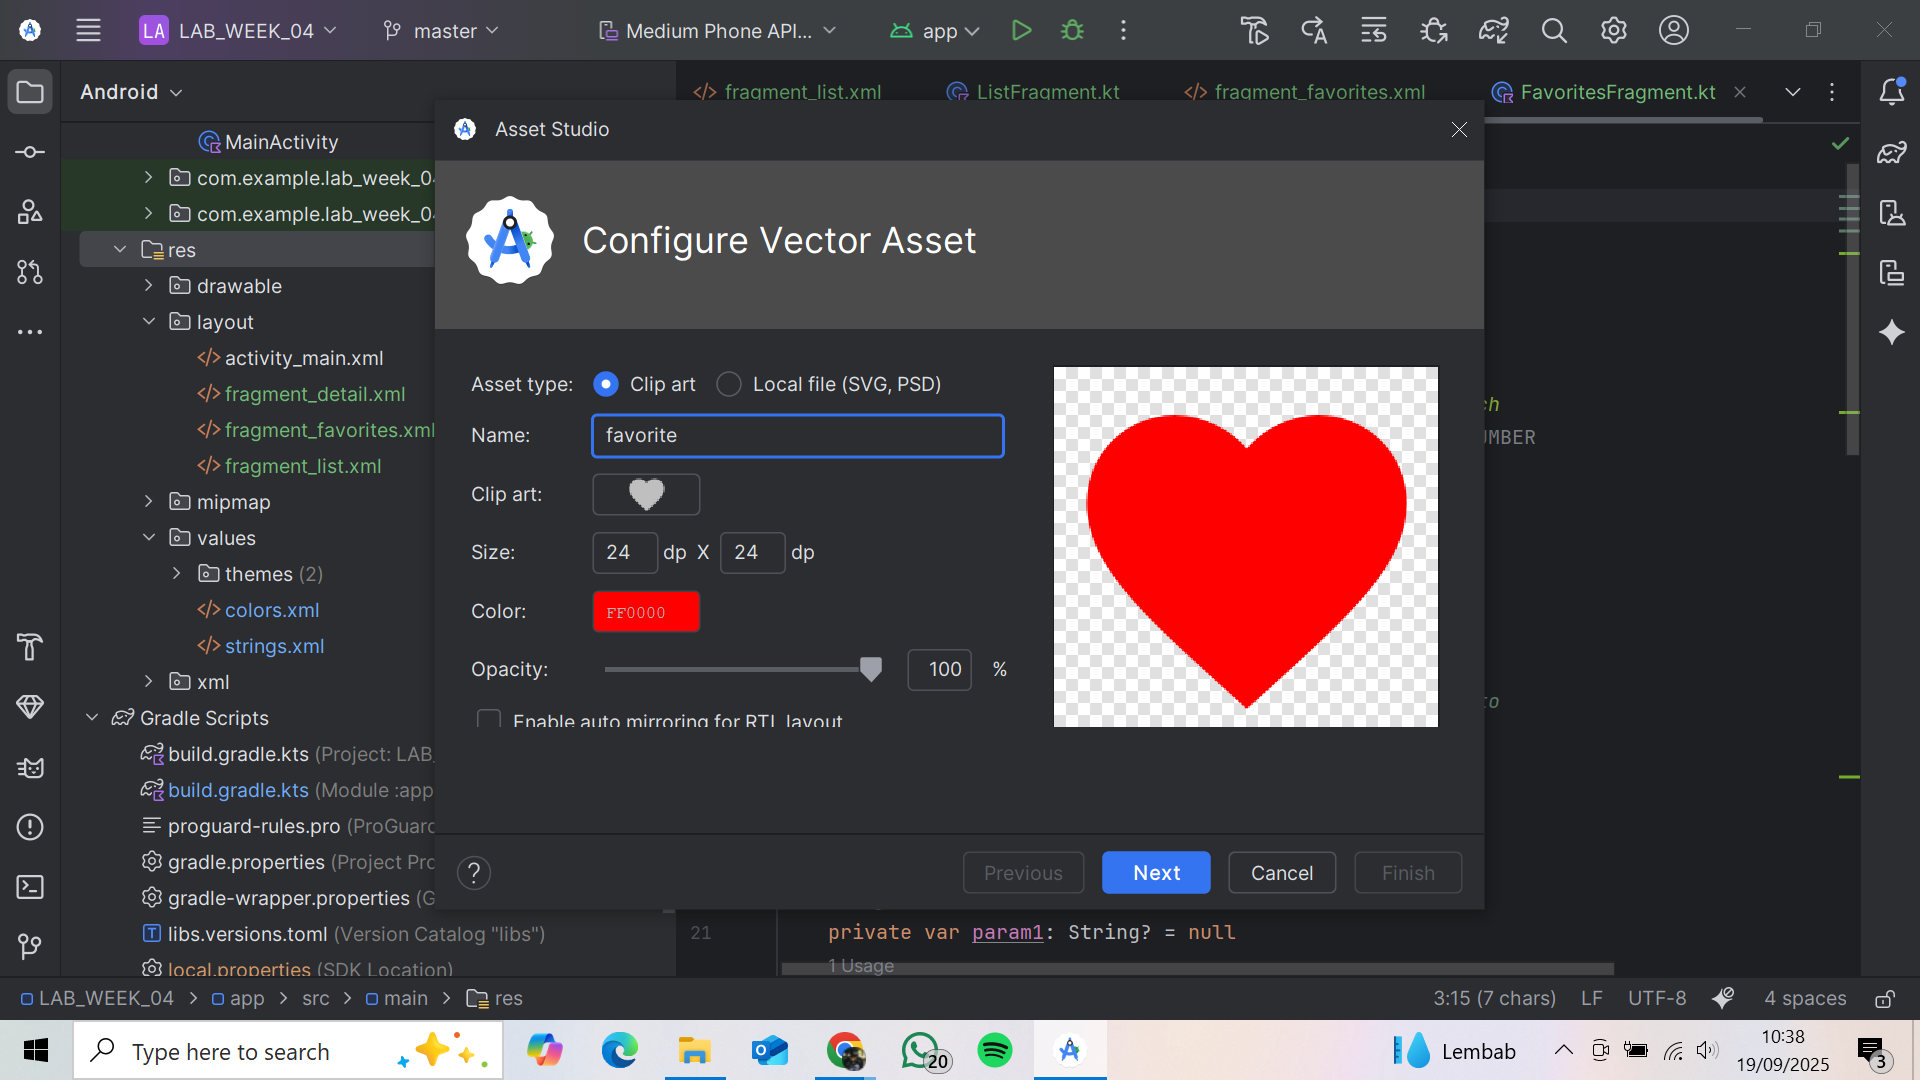 LA LAB_WEEK_04
master
Medium Phone API...
app
Android
fragment_list.xml
ListFragment.kt
fragment_favorites.xml
FavoritesFragment.kt
MainActivity
com.example.lab_week_0
com.example.lab_week_0
res
drawable
layout
activity_main.xml
fragment_detail.xml
fragment_favorites.xml
fragment_list.xml
mipmap
values
themes (2)
colors.xml
strings.xml
xml
Gradle Scripts
build.gradle.kts (Project: LAB_
build.gradle.kts (Module :app
proguard-rules.pro (ProGuard
gradle.properties (Project Pro
gradle-wrapper.properties (G
libs.versions.toml (Version Catalog "libs")
local.properties (SDK Location)
Asset Studio
Configure Vector Asset
Asset type: Clip art Local file (SVG, PSD)
Name: favorite
Clip art:
Size: 24 dp X 24 dp
Color: FF0000
Opacity: 100 %
Enable auto mirroring for RTL layout
? Previous Next Cancel Finish
ch
UMBER
to
21 private var param1: String? = null
1 Usage
LAB_WEEK_04 > app > src > main > res
3:15 (7 chars) LF UTF-8 4 spaces
Type here to search
20
Lembab
10:38
19/09/2025
3